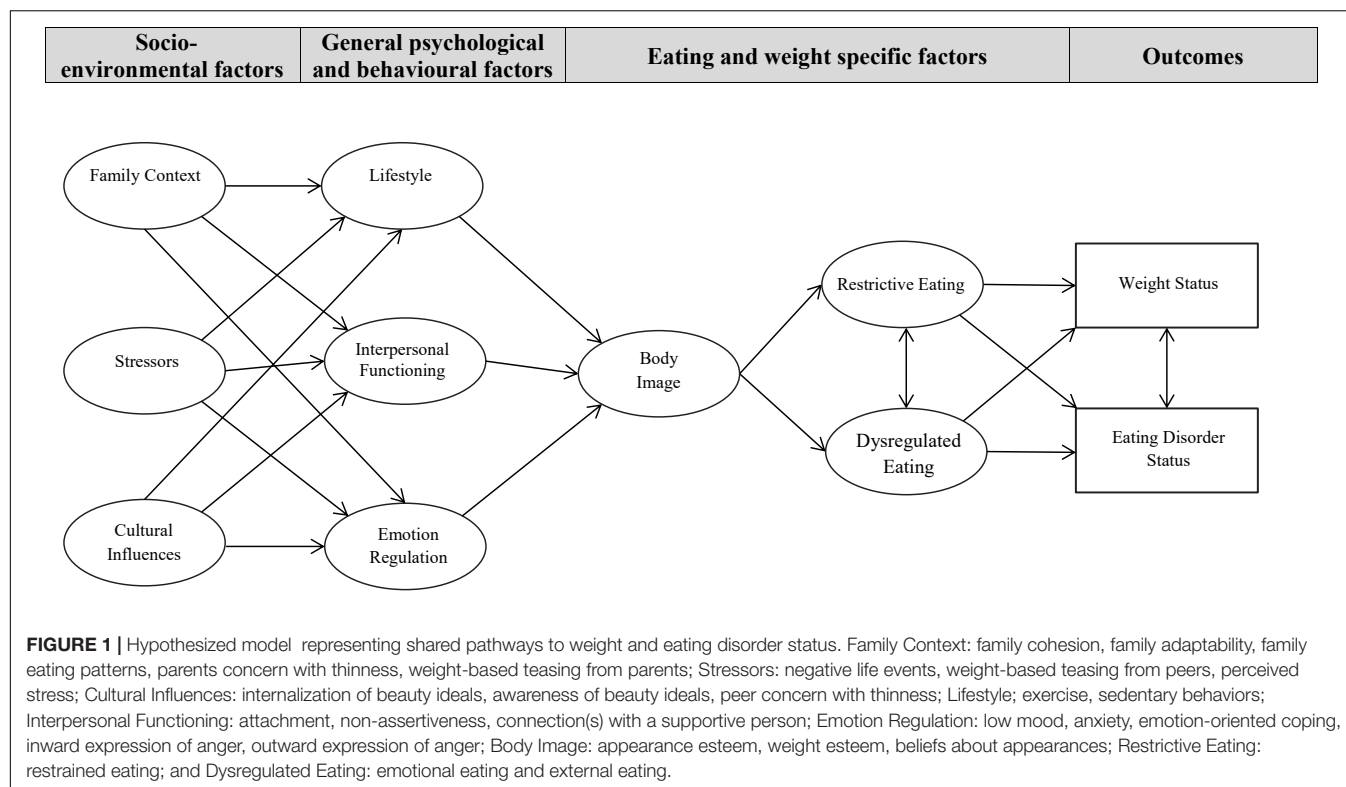 Socio-
environmental factors
General psychological
and behavioural factors
Eating and weight specific factors
Outcomes
Family Context
Lifestyle
Restrictive Eating
Weight Status
Stressors
Interpersonal
Functioning
Body
Image
Dysregulated
Eating
Eating Disorder
Status
Cultural
Influences
Emotion
Regulation
FIGURE 1 | Hypothesized model representing shared pathways to weight and eating disorder status. Family Context: family cohesion, family adaptability, family
eating patterns, parents concern with thinness, weight-based teasing from parents; Stressors: negative life events, weight-based teasing from peers, perceived
stress; Cultural Influences: internalization of beauty ideals, awareness of beauty ideals, peer concern with thinness; Lifestyle; exercise, sedentary behaviors;
Interpersonal Functioning: attachment, non-assertiveness, connection(s) with a supportive person; Emotion Regulation: low mood, anxiety, emotion-oriented coping,
inward expression of anger, outward expression of anger; Body Image: appearance esteem, weight esteem, beliefs about appearances; Restrictive Eating:
restrained eating; and Dysregulated Eating: emotional eating and external eating.